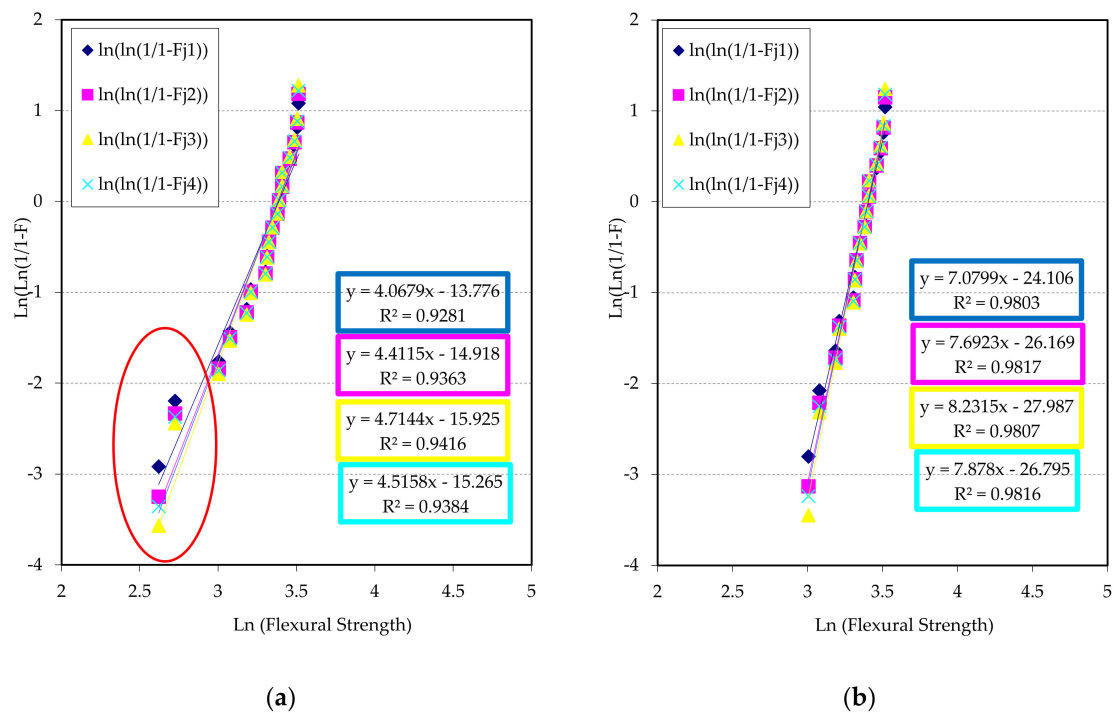 2
1
0
-1
-2
-3
-4
2
2.5
3
3.5
4
4.5
5
Ln(Ln(1/1-F)
Ln (Flexural Strength)
ln(ln(1/1-Fj1))
ln(ln(1/1-Fj2))
ln(ln(1/1-Fj3))
ln(ln(1/1-Fj4))
y = 4.0679x - 13.776
R² = 0.9281
y = 4.4115x - 14.918
R² = 0.9363
y = 4.7144x - 15.925
R² = 0.9416
y = 4.5158x - 15.265
R² = 0.9384
(a)
2
1
0
-1
-2
-3
-4
2
2.5
3
3.5
4
4.5
5
Ln(Ln(1/1-F)
Ln (Flexural Strength)
ln(ln(1/1-Fj1))
ln(ln(1/1-Fj2))
ln(ln(1/1-Fj3))
ln(ln(1/1-Fj4))
y = 7.0799x - 24.106
R² = 0.9803
y = 7.6923x - 26.169
R² = 0.9817
y = 8.2315x - 27.987
R² = 0.9807
y = 7.878x - 26.795
R² = 0.9816
(b)